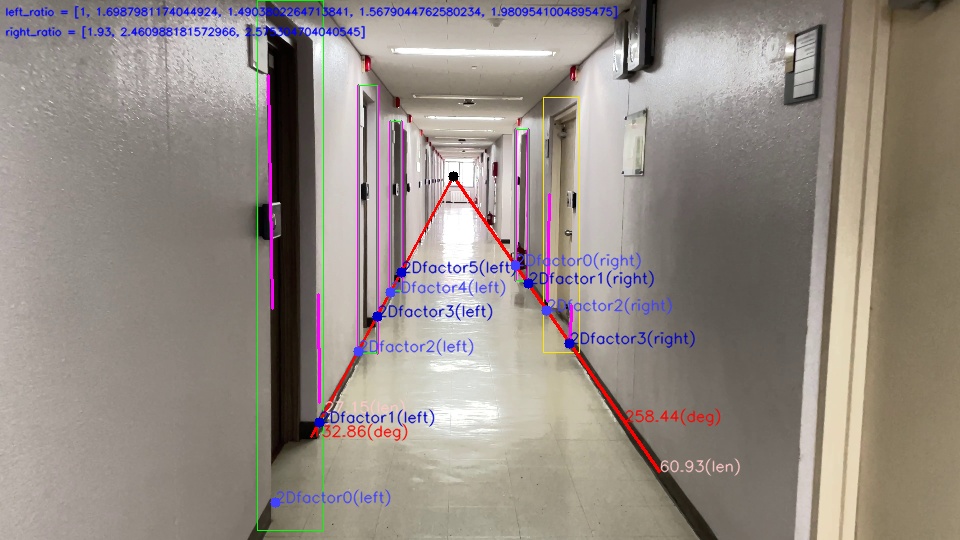 left_ratio = [1, 1.6987981174044924, 1.4903802264713841, 1.5679044762580234, 1.9809541004895475]
right_ratio = [1.93, 2.460988181572966, 2.575
2Dfactor0(right)
2Dfactor5(left)
2Dfactor1(right)
2Dfactor4(left)
2Dfactor2(right)
2Dfactor3(left)
2Dfactor3(right)
2Dfactor2(left)
2Dfactor1(left)
258.44(deg)
132.86(deg)
60.93(len)
2Dfactor0(left)